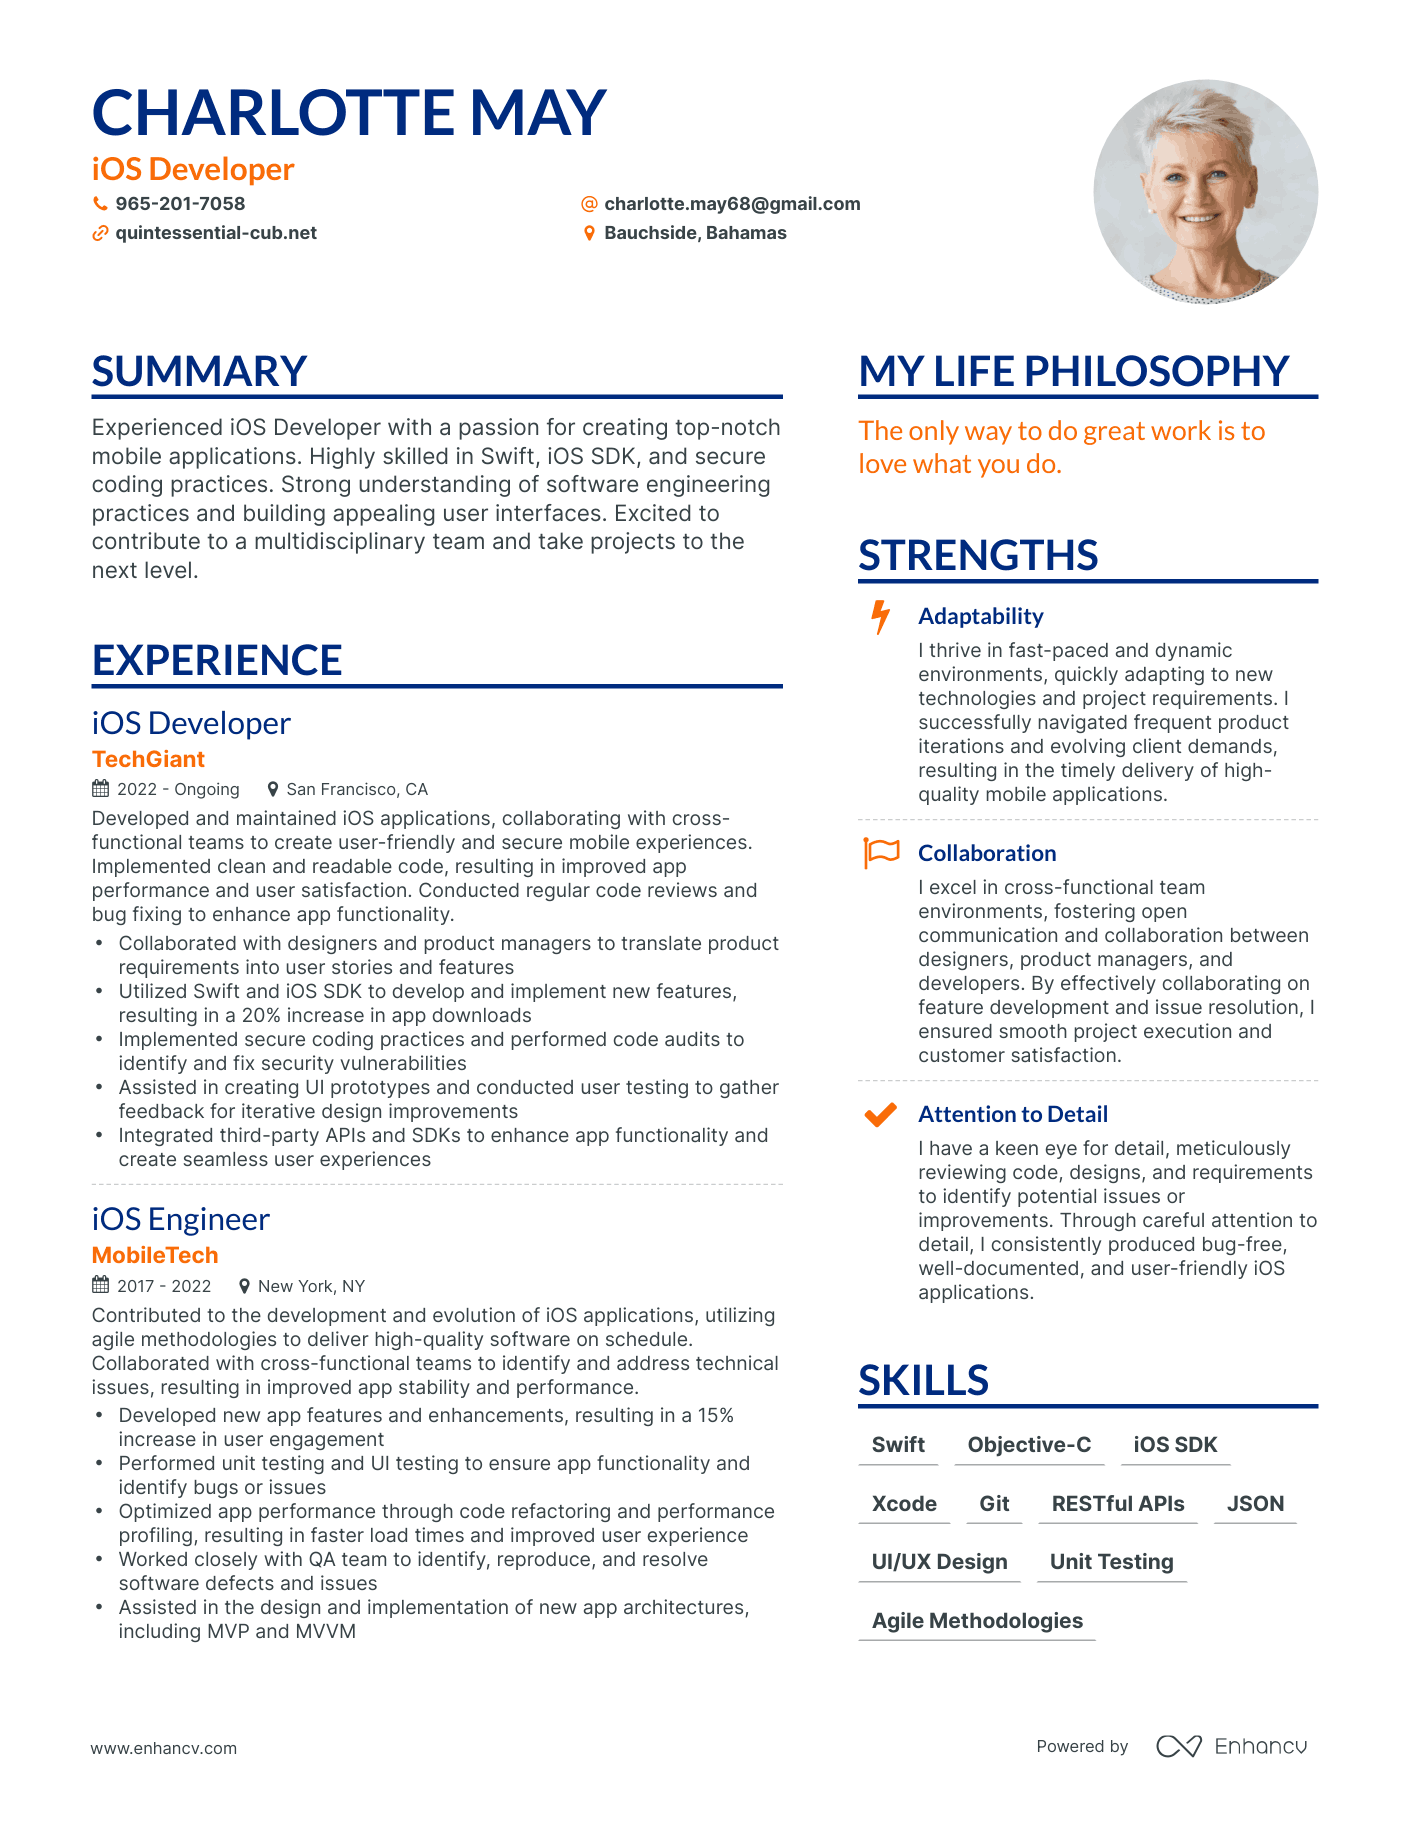 CHARLOTTE MAY
iOS Developer
965-201-7058
charlotte.may68@gmail.com
quintessential-cub.net
Bauchside, Bahamas
SUMMARY
Experienced iOS Developer with a passion for creating top-notch
mobile applications. Highly skilled in Swift, iOS SDK, and secure
coding practices. Strong understanding of software engineering
practices and building appealing user interfaces. Excited to
contribute to a multidisciplinary team and take projects to the
next level.
EXPERIENCE
iOS Developer
TechGiant
2022 - Ongoing
San Francisco, CA
Developed and maintained iOS applications, collaborating with cross-
functional teams to create user-friendly and secure mobile experiences.
Implemented clean and readable code, resulting in improved app
performance and user satisfaction. Conducted regular code reviews and
bug fixing to enhance app functionality.
• Collaborated with designers and product managers to translate product
requirements into user stories and features
• Utilized Swift and iOS SDK to develop and implement new features,
resulting in a 20% increase in app downloads
• Implemented secure coding practices and performed code audits to
identify and fix security vulnerabilities
• Assisted in creating UI prototypes and conducted user testing to gather
feedback for iterative design improvements
• Integrated third-party APIs and SDKs to enhance app functionality and
create seamless user experiences
iOS Engineer
MobileTech
2017 - 2022
New York, NY
Contributed to the development and evolution of iOS applications, utilizing
agile methodologies to deliver high-quality software on schedule.
Collaborated with cross-functional teams to identify and address technical
issues, resulting in improved app stability and performance.
• Developed new app features and enhancements, resulting in a 15%
increase in user engagement
• Performed unit testing and UI testing to ensure app functionality and
identify bugs or issues
• Optimized app performance through code refactoring and performance
profiling, resulting in faster load times and improved user experience
• Worked closely with QA team to identify, reproduce, and resolve
software defects and issues
• Assisted in the design and implementation of new app architectures,
including MVP and MVVM
MY LIFE PHILOSOPHY
The only way to do great work is to
love what you do.
STRENGTHS
Adaptability
I thrive in fast-paced and dynamic
environments, quickly adapting to new
technologies and project requirements. I
successfully navigated frequent product
iterations and evolving client demands,
resulting in the timely delivery of high-
quality mobile applications.
Collaboration
I excel in cross-functional team
environments, fostering open
communication and collaboration between
designers, product managers, and
developers. By effectively collaborating on
feature development and issue resolution, I
ensured smooth project execution and
customer satisfaction.
Attention to Detail
I have a keen eye for detail, meticulously
reviewing code, designs, and requirements
to identify potential issues or
improvements. Through careful attention to
detail, I consistently produced bug-free,
well-documented, and user-friendly iOS
applications.
SKILLS
Swift Objective-C iOS SDK
Xcode Git RESTful APIs JSON
UI/UX Design Unit Testing
Agile Methodologies
www.enhancv.com
Powered by Enhancv